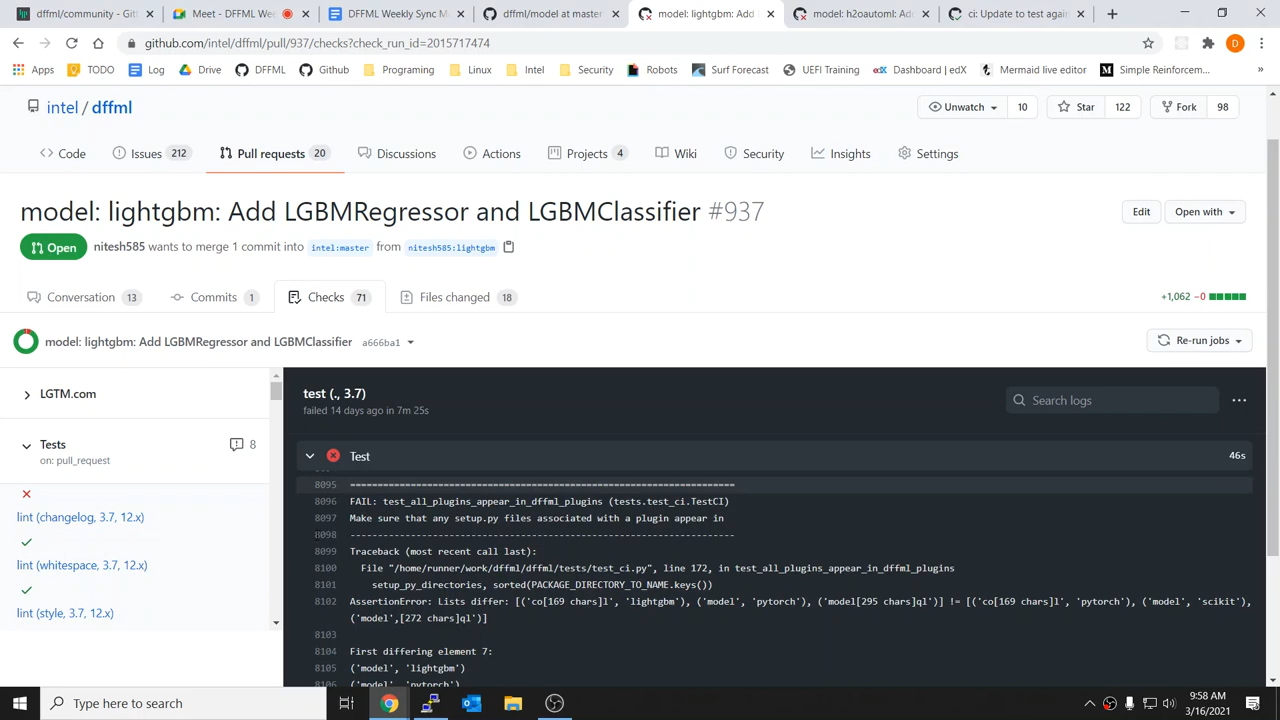 dffml/community - Git
Meet - DFFML We
DFFML Weekly Sync M
dffml/model at master
model: lightgbm: Add
model: h2oautoml: Ad
ci: Update to test again
github.com/intel/dffml/pull/937/checks?check_run_id=2015717474
Apps
TODO
Log
Drive
DFFML
Github
Programing
Linux
Intel
Security
Robots
Surf Forecast
UEFI Training
Dashboard | edX
Mermaid live editor
Simple Reinforcem...
intel / dffml
Unwatch 10
Star 122
Fork 98
Code
Issues 212
Pull requests 20
Discussions
Actions
Projects 4
Wiki
Security
Insights
Settings
model: lightgbm: Add LGBMRegressor and LGBMClassifier #937
Edit
Open with
Open
nitesh585 wants to merge 1 commit into intel:master from nitesh585:lightgbm
Conversation 13
Commits 1
Checks 71
Files changed 18
+1,062 −0
model: lightgbm: Add LGBMRegressor and LGBMClassifier a666ba1
Re-run jobs
LGTM.com
Tests 8
on: pull_request
lint (changelog, 3.7, 12.x)
lint (whitespace, 3.7, 12.x)
lint (style, 3.7, 12.x)
test (., 3.7)
failed 14 days ago in 7m 25s
Search logs
Test 46s
8095 ======================================================================
8096 FAIL: test_all_plugins_appear_in_dffml_plugins (tests.test_ci.TestCI)
8097 Make sure that any setup.py files associated with a plugin appear in
8098 ----------------------------------------------------------------------
8099 Traceback (most recent call last):
8100 File "/home/runner/work/dffml/dffml/tests/test_ci.py", line 172, in test_all_plugins_appear_in_dffml_plugins
8101 setup_py_directories, sorted(PACKAGE_DIRECTORY_TO_NAME.keys())
8102 AssertionError: Lists differ: [('co[169 chars]l', 'lightgbm'), ('model', 'pytorch'), ('model[295 chars]ql')] != [('co[169 chars]l', 'pytorch'), ('model', 'scikit'),
('model',[272 chars]ql')]
8103
8104 First differing element 7:
8105 ('model', 'lightgbm')
8106 ('model', 'pytorch')
Type here to search
9:58 AM
3/16/2021